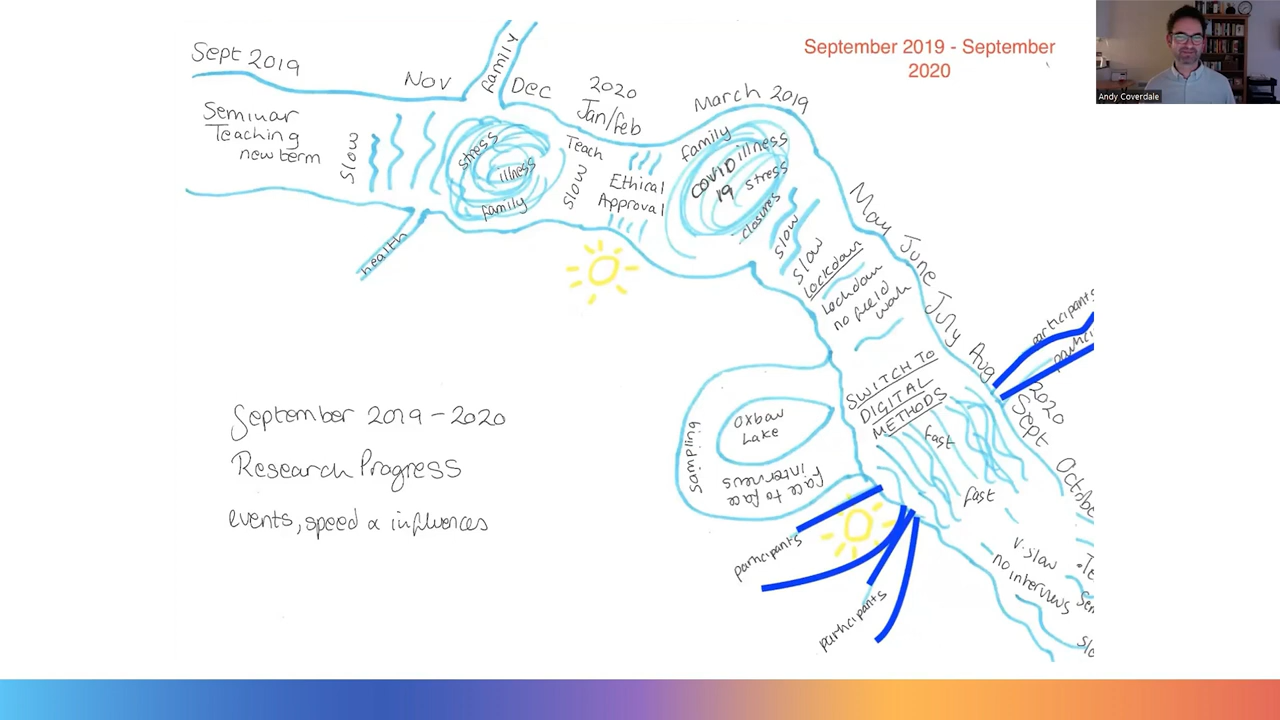 September 2019 - September
2020
Andy Coverdale
Sept 2019
Nov
family
Dec
2020
Jan/feb
March 2019
Seminar
Teaching
new term
Slow
stress
illness
family
health
Teach
Slow
Ethical
Approval
family
illness
covid
19
stress
closures
Slow
Slow
Lockdown
Lockdown
no field
work
May
June
July
Aug
2020
Sept
participants
SWITCH TO
DIGITAL
METHODS
fast
fast
Oxbow
Lake
Sampling
face to face
interviews
participants
participants
v. slow
no interviews
September 2019 - 2020
Research Progress
events, speed & influences